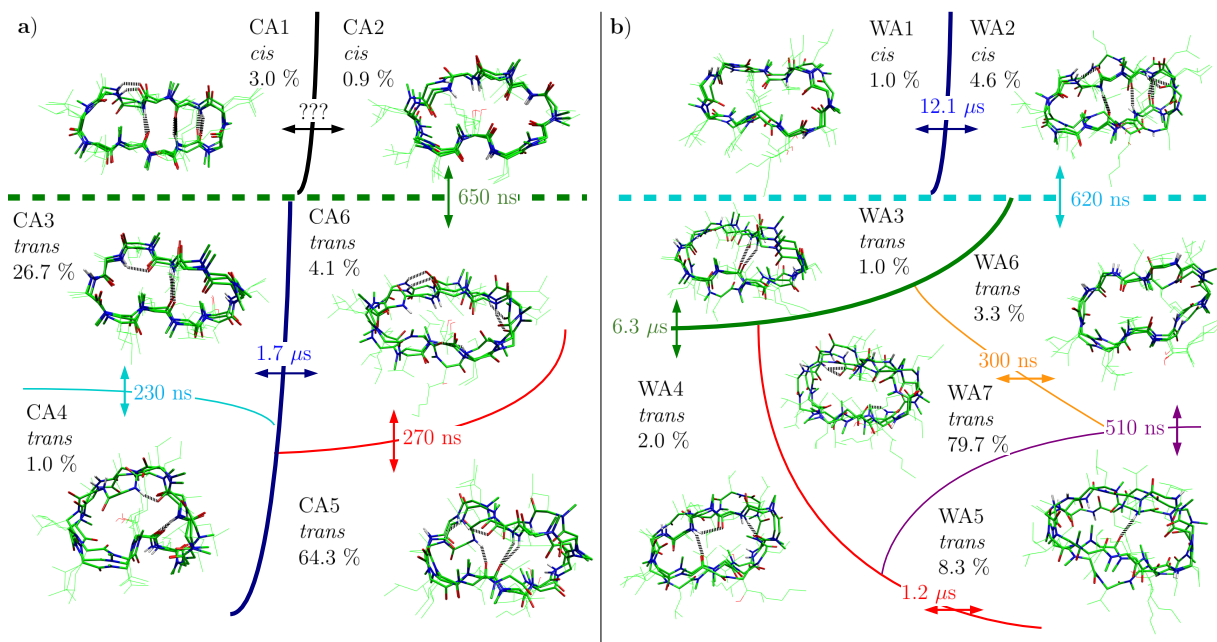 a)
CA1
cis
3.0 %
CA2
cis
0.9 %
???
650 ns
CA3
trans
26.7 %
CA6
trans
4.1 %
1.7 μs
230 ns
CA4
trans
1.0 %
270 ns
CA5
trans
64.3 %
b)
WA1
cis
1.0 %
WA2
cis
4.6 %
12.1 μs
620 ns
WA3
trans
1.0 %
WA6
trans
3.3 %
6.3 μs
300 ns
WA4
trans
2.0 %
WA7
trans
79.7 %
510 ns
WA5
trans
8.3 %
1.2 μs